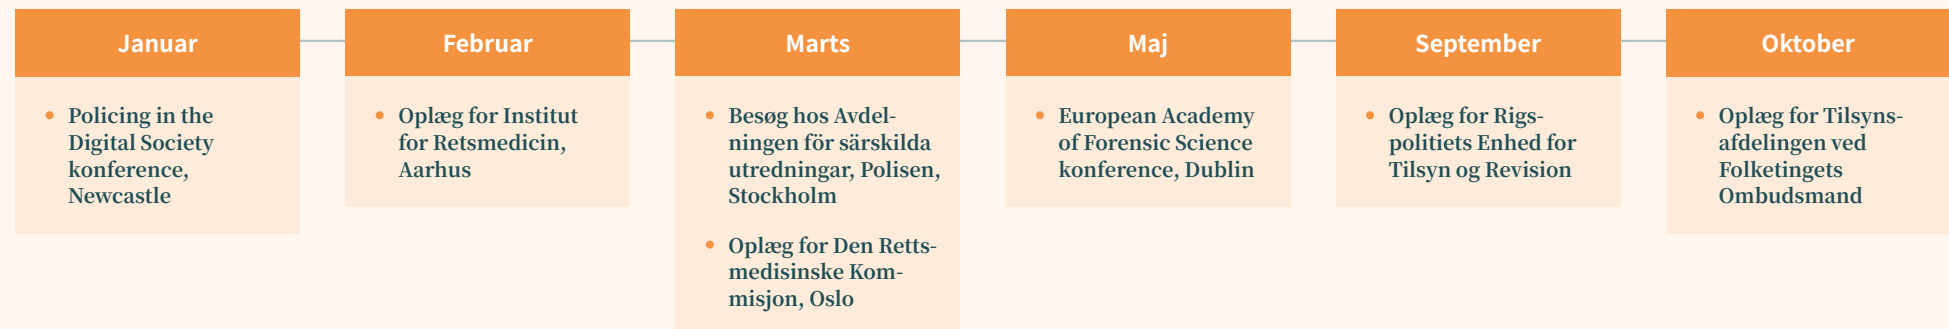 Januar
Policing in the
Digital Society
konference,
Newcastle
Februar
Oplæg for Institut
for Retsmedicin,
Aarhus
Marts
Besøg hos Avdel-
ningen för särskilda
utredningar, Polisen,
Stockholm
Oplæg for Den Retts-
medisinske Kom-
misjon, Oslo
Maj
European Academy
of Forensic Science
konference, Dublin
September
Oplæg for Rigs-
politiets Enhed for
Tilsyn og Revision
Oktober
Oplæg for Tilsyns-
afdelingen ved
Folketingets
Ombudsmand